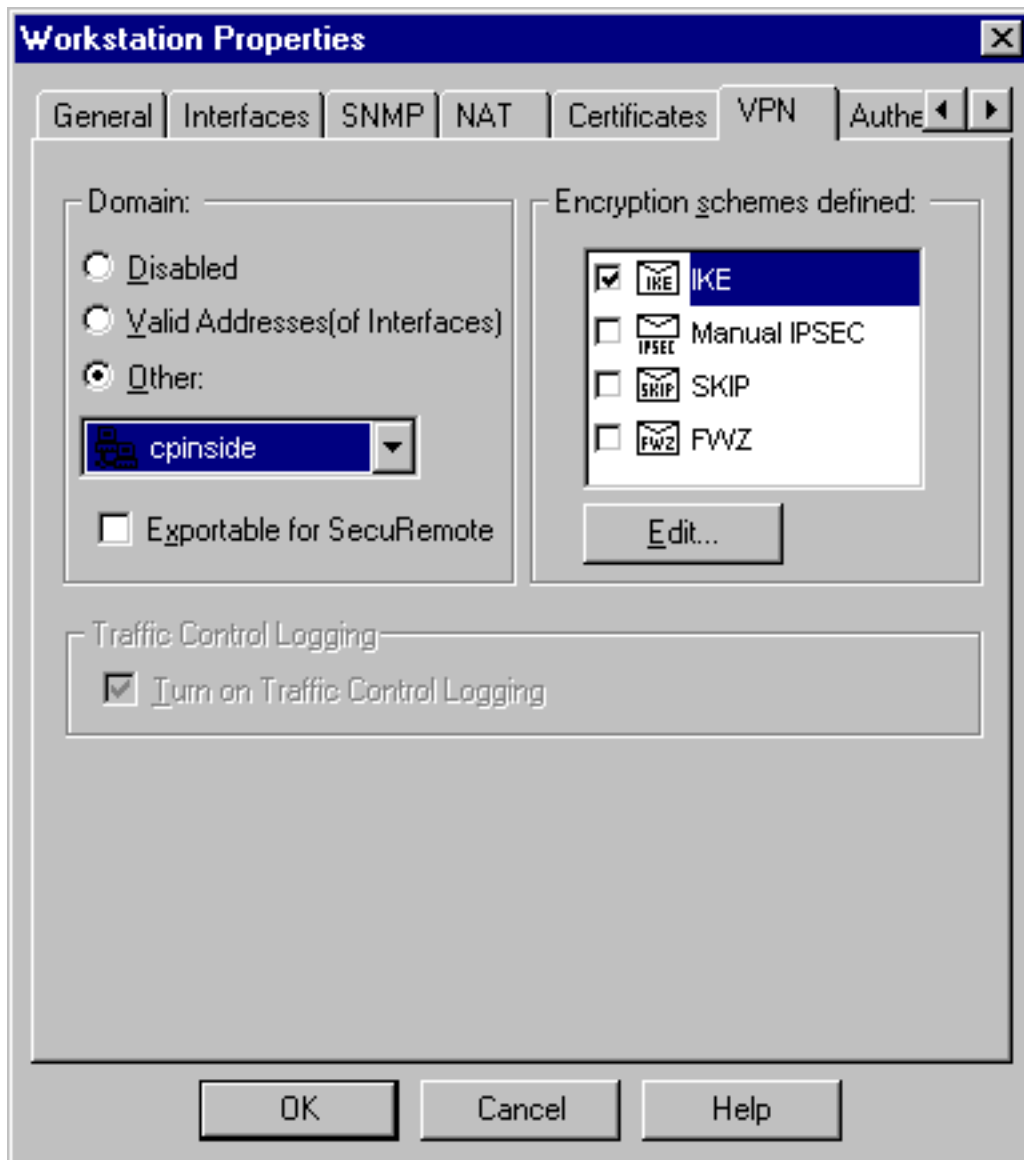 Workstation Properties
General Interfaces SNMP NAT Certificates VPN Authe
Domain:
Disabled
Valid Addresses(of Interfaces)
Other:
cpinside
Exportable for SecuRemote
Encryption schemes defined:
IKE IKE
IPSEC Manual IPSEC
SKIP SKIP
FWZ FWZ
Edit...
Traffic Control Logging
Turn on Traffic Control Logging
OK Cancel Help